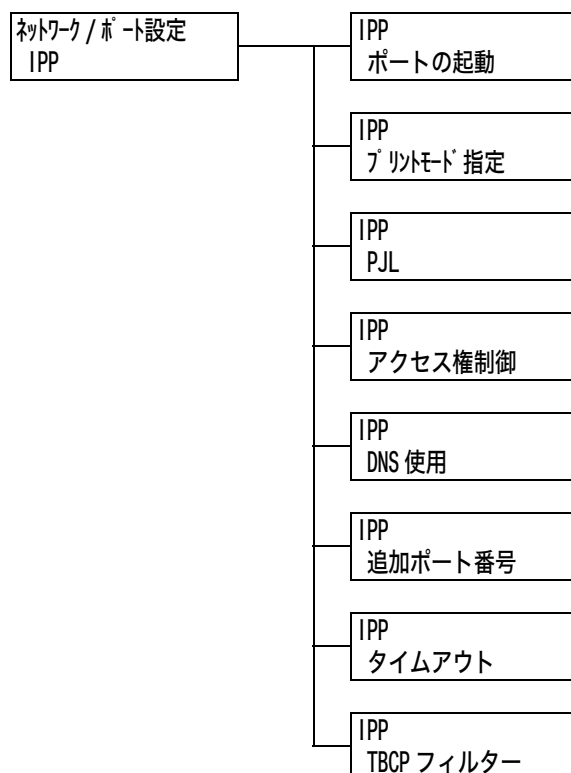 ﾈｯﾄﾜｰｸ / ﾎﾟｰﾄ設定
IPP
IPP
ポートの起動
IPP
ﾌﾟﾘﾝﾄﾓｰﾄﾞ指定
IPP
PJL
IPP
アクセス権制御
IPP
DNS 使用
IPP
追加ポート番号
IPP
タイムアウト
IPP
TBCP フィルター